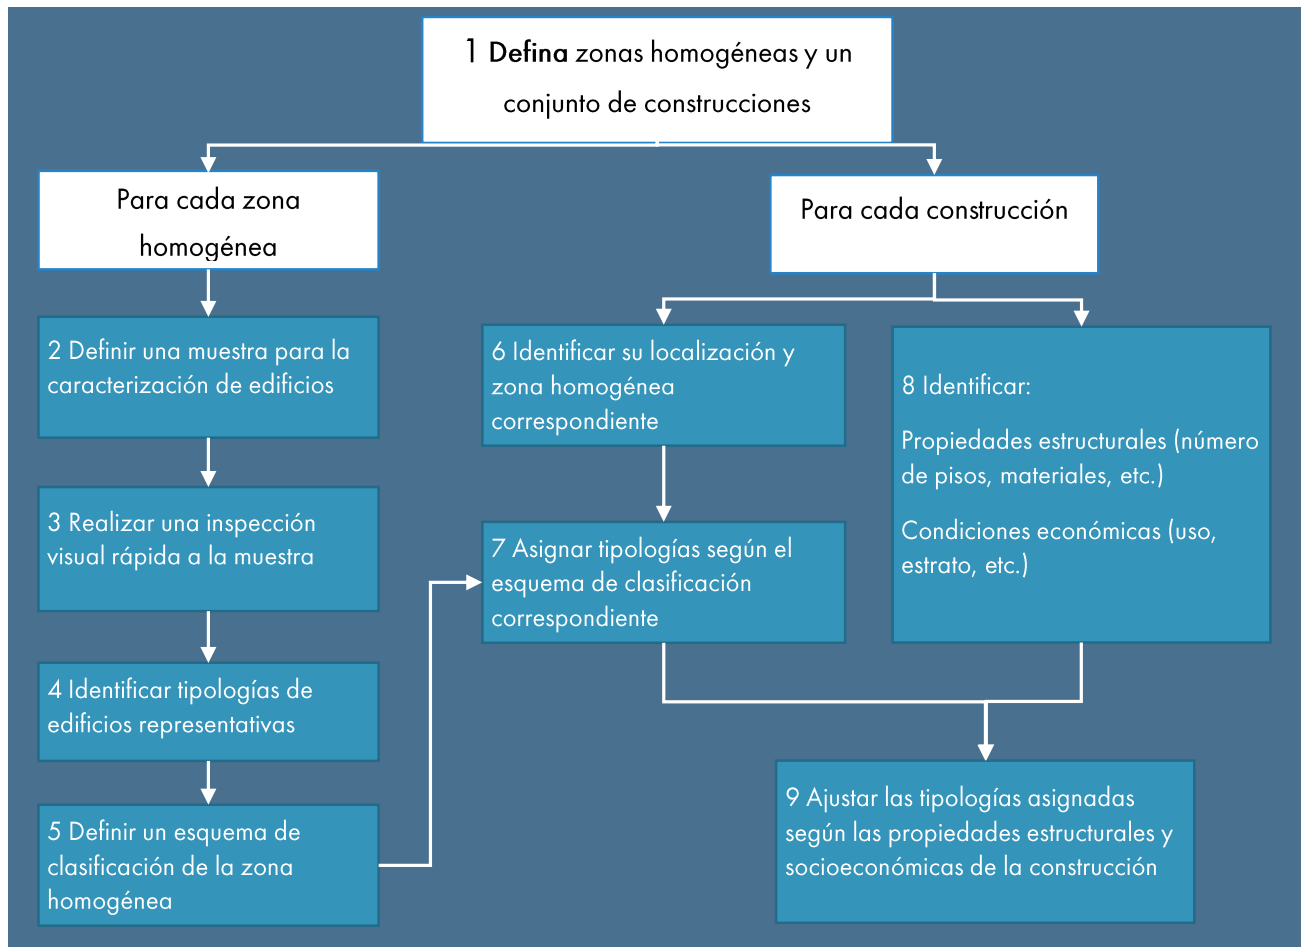 1 Defina zonas homogéneas y un
conjunto de construcciones
Para cada zona
homogénea
Para cada construcción
2 Definir una muestra para la
caracterización de edificios
3 Realizar una inspección
visual rápida a la muestra
4 Identificar tipologías de
edificios representativas
5 Definir un esquema de
clasificación de la zona
homogénea
6 Identificar su localización y
zona homogénea
correspondiente
7 Asignar tipologías según el
esquema de clasificación
correspondiente
8 Identificar:
Propiedades estructurales (número
de pisos, materiales, etc.)
Condiciones económicas (uso,
estrato, etc.)
9 Ajustar las tipologías asignadas
según las propiedades estructurales y
socioeconómicas de la construcción